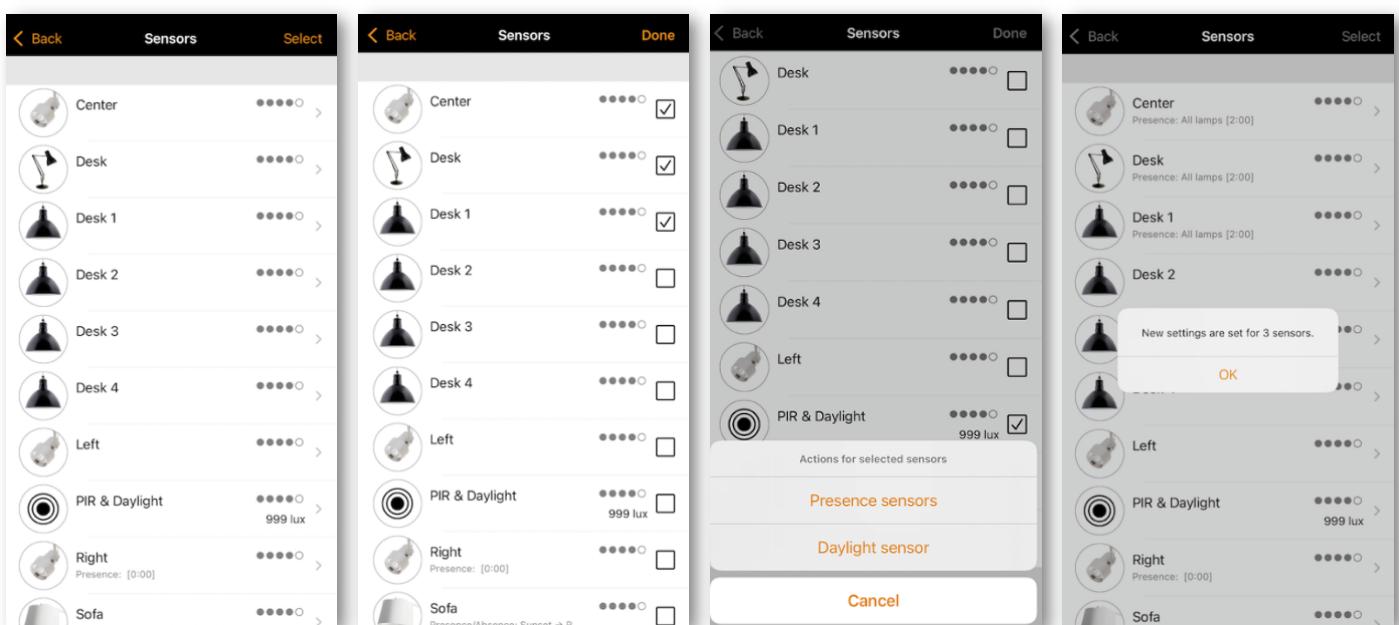 Back Sensors Select
Center
Desk
Desk 1
Desk 2
Desk 3
Desk 4
Left
PIR & Daylight
999 lux
Right
Presence: [0:00]
Sofa
Back Sensors Done
Center
Desk
Desk 1
Desk 2
Desk 3
Desk 4
Left
PIR & Daylight
999 lux
Right
Presence: [0:00]
Sofa
Presence/Absence: Sunset → P
Back Sensors Done
Desk
Desk 1
Desk 2
Desk 3
Desk 4
Left
PIR & Daylight
999 lux
Actions for selected sensors
Presence sensors
Daylight sensor
Cancel
Back Sensors Select
Center
Presence: All lamps [2:00]
Desk
Presence: All lamps [2:00]
Desk 1
Presence: All lamps [2:00]
Desk 2
New settings are set for 3 sensors.
OK
Left
PIR & Daylight
999 lux
Right
Presence: [0:00]
Sofa